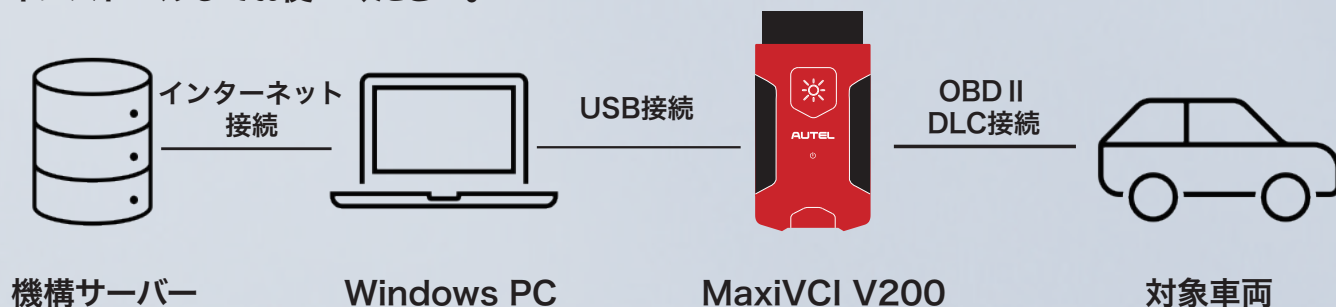 インターネット
接続
USB接続
AUTEL
OBD II
DLC接続
機構サーバー
Windows PC
MaxiVCI V200
対象車両